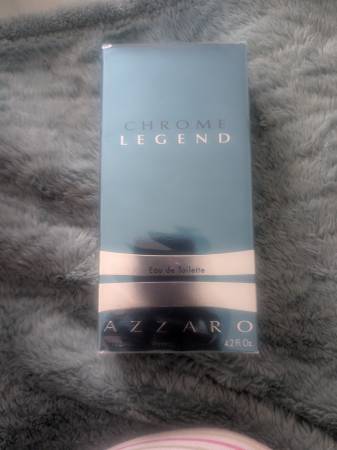 CHROME
LEGEND
Eau de Toilette
AZZARO
4.2 Fl. Oz.